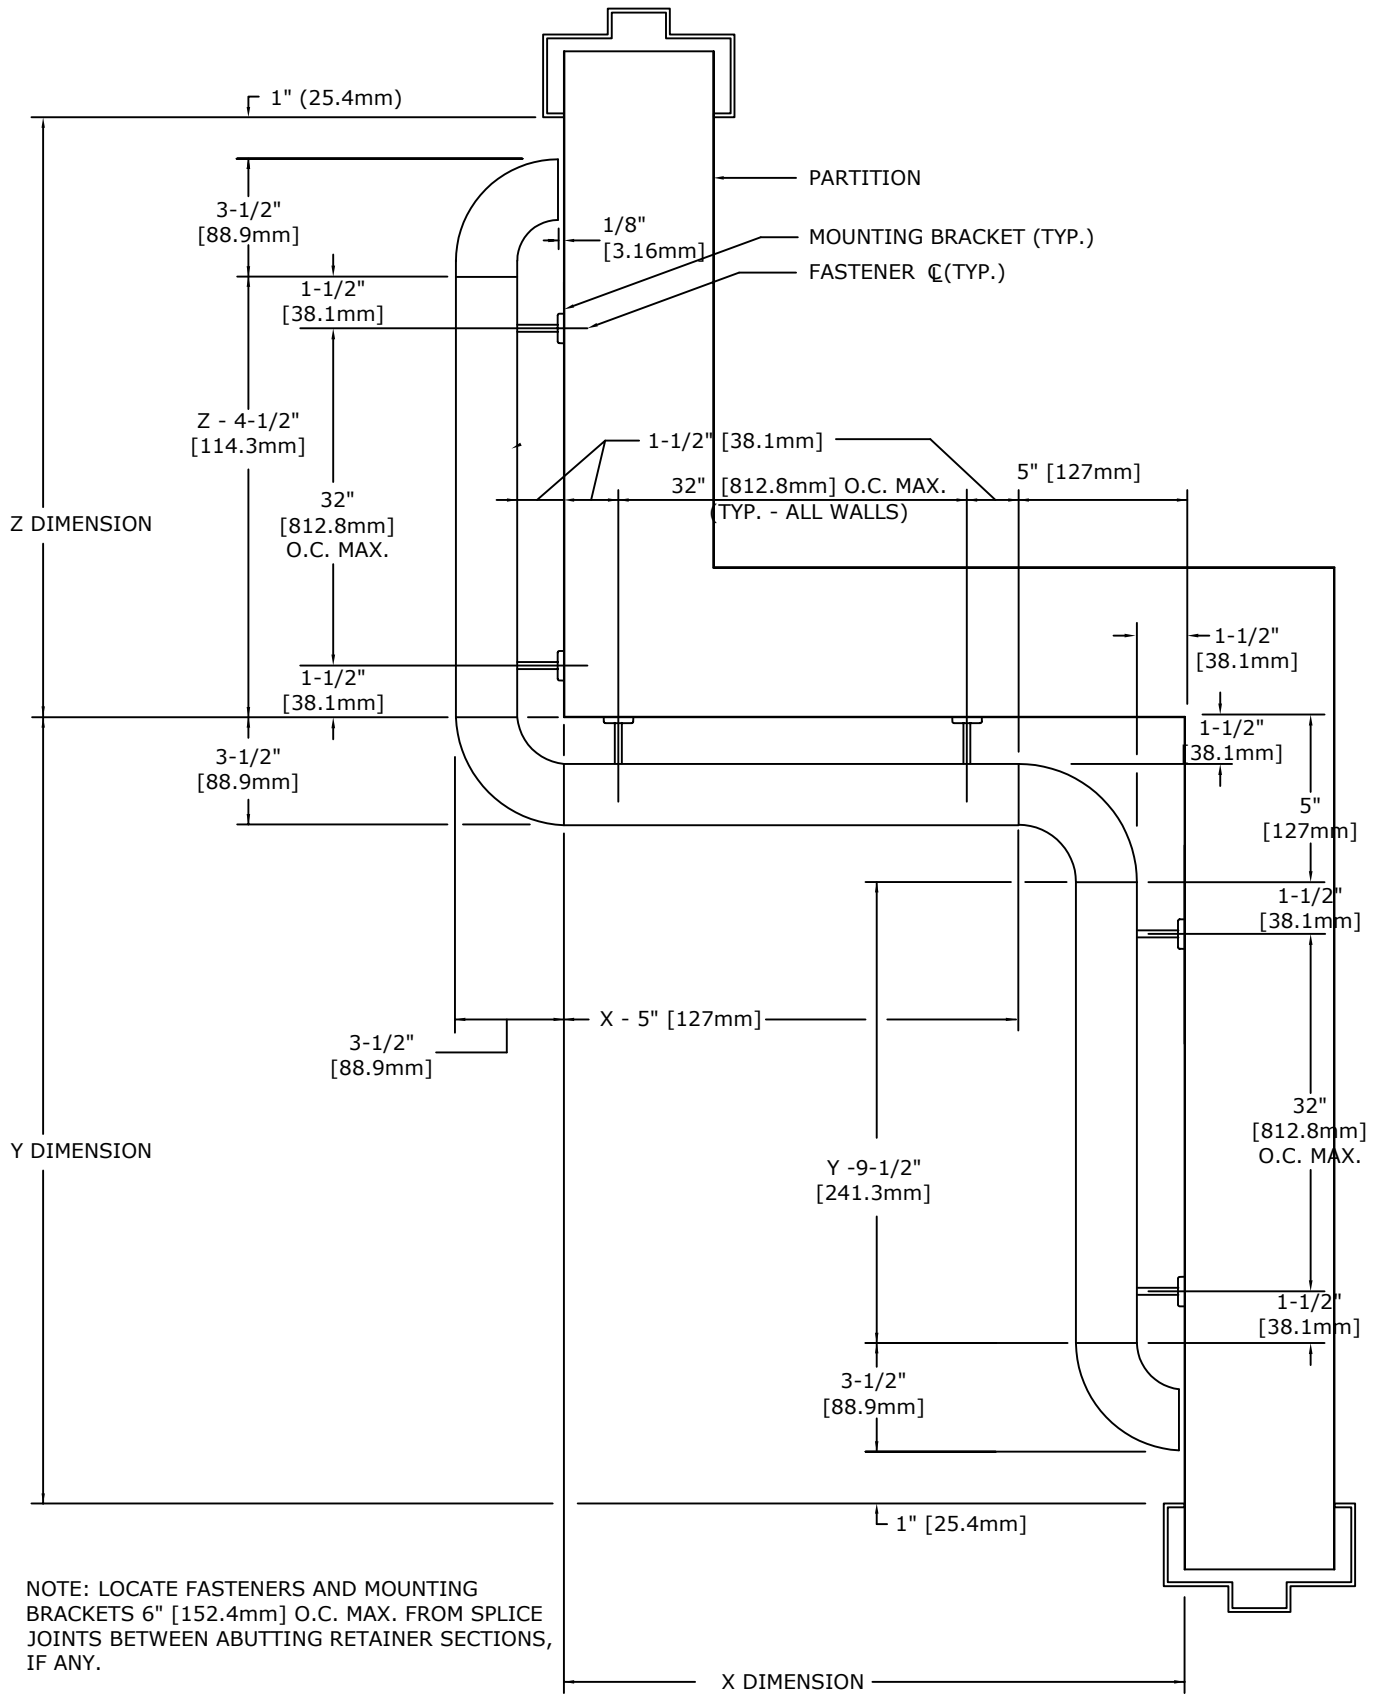 1" (25.4mm)
PARTITION
3-1/2"
[88.9mm]
1/8"
[3.16mm]
MOUNTING BRACKET (TYP.)
FASTENER ℄(TYP.)
1-1/2"
[38.1mm]
Z - 4-1/2"
[114.3mm]
1-1/2" [38.1mm]
5" [127mm]
32" [812.8mm] O.C. MAX.
(TYP. - ALL WALLS)
Z DIMENSION
32"
[812.8mm]
O.C. MAX.
1-1/2"
[38.1mm]
1-1/2"
[38.1mm]
1-1/2"
[38.1mm]
3-1/2"
[88.9mm]
5"
[127mm]
1-1/2"
[38.1mm]
X - 5" [127mm]
3-1/2"
[88.9mm]
32"
[812.8mm]
O.C. MAX.
Y DIMENSION
Y -9-1/2"
[241.3mm]
1-1/2"
[38.1mm]
3-1/2"
[88.9mm]
1" [25.4mm]
NOTE: LOCATE FASTENERS AND MOUNTING
BRACKETS 6" [152.4mm] O.C. MAX. FROM SPLICE
JOINTS BETWEEN ABUTTING RETAINER SECTIONS,
IF ANY.
X DIMENSION